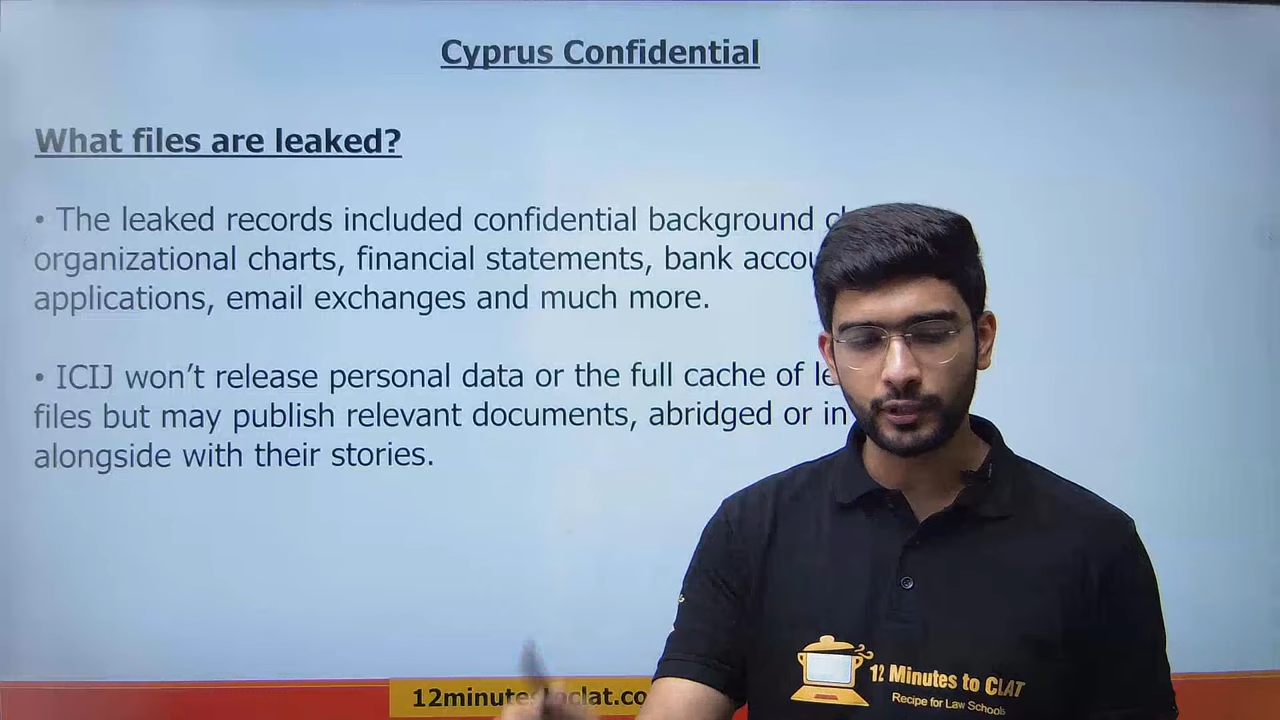 Cyprus Confidential
What files are leaked?
• The leaked records included confidential background
organizational charts, financial statements, bank
applications, email exchanges and much more.
• ICIJ won't release personal data or the full cache of
files but may publish relevant documents, abridged or in
alongside with their stories.
12 Minutes to CLAT
Recipe for Law Schools